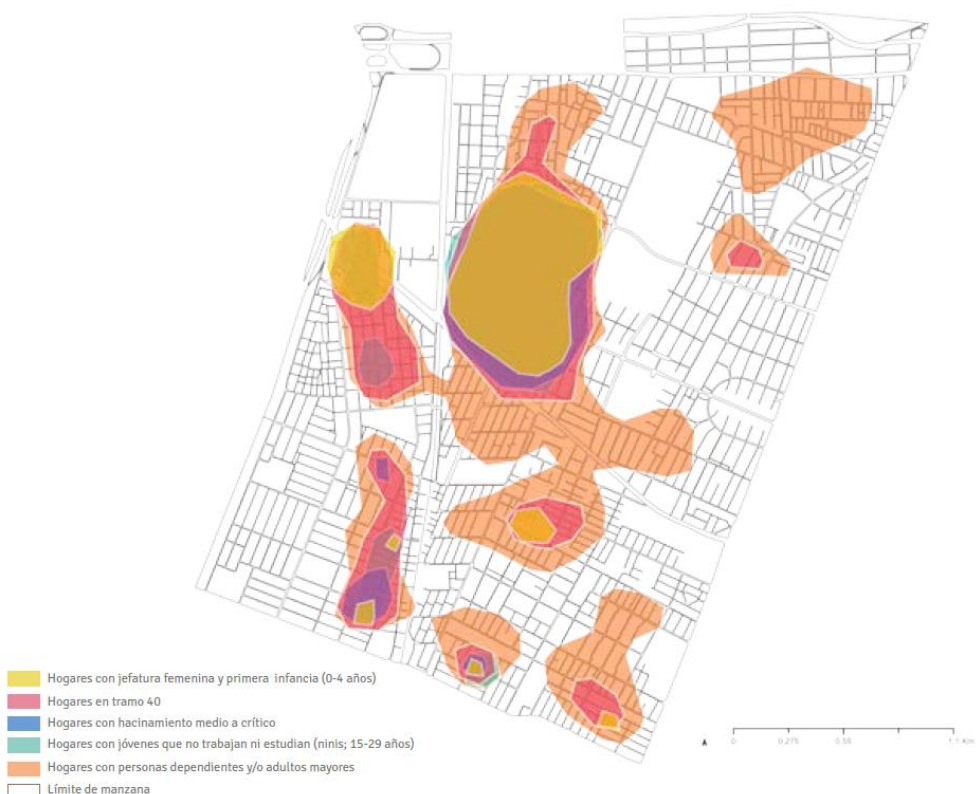 Hogares con jefatura femenina y primera infancia (0-4 años)
Hogares en tramo 40
Hogares con hacinamiento medio a crítico
Hogares con jóvenes que no trabajan ni estudian (ninis; 15-29 años)
Hogares con personas dependientes y/o adultos mayores
Límite de manzana
0 0.275 0.55 1.1 Km